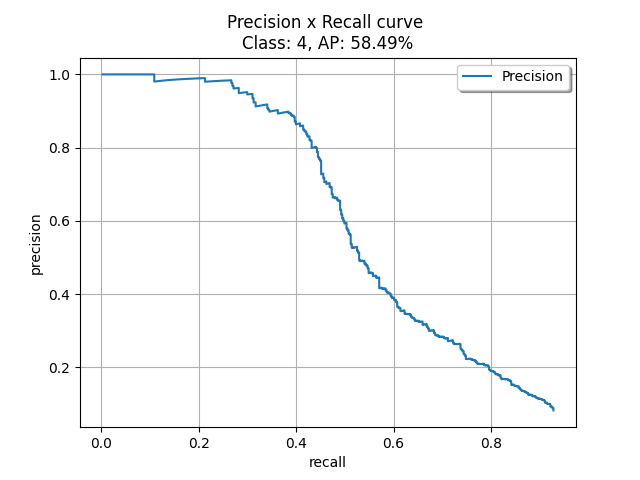 Precision x Recall curve
Class: 4, AP: 58.49%
Precision
1.0
0.8
0.6
0.4
0.2
precision
0.0 0.2 0.4 0.6 0.8
recall